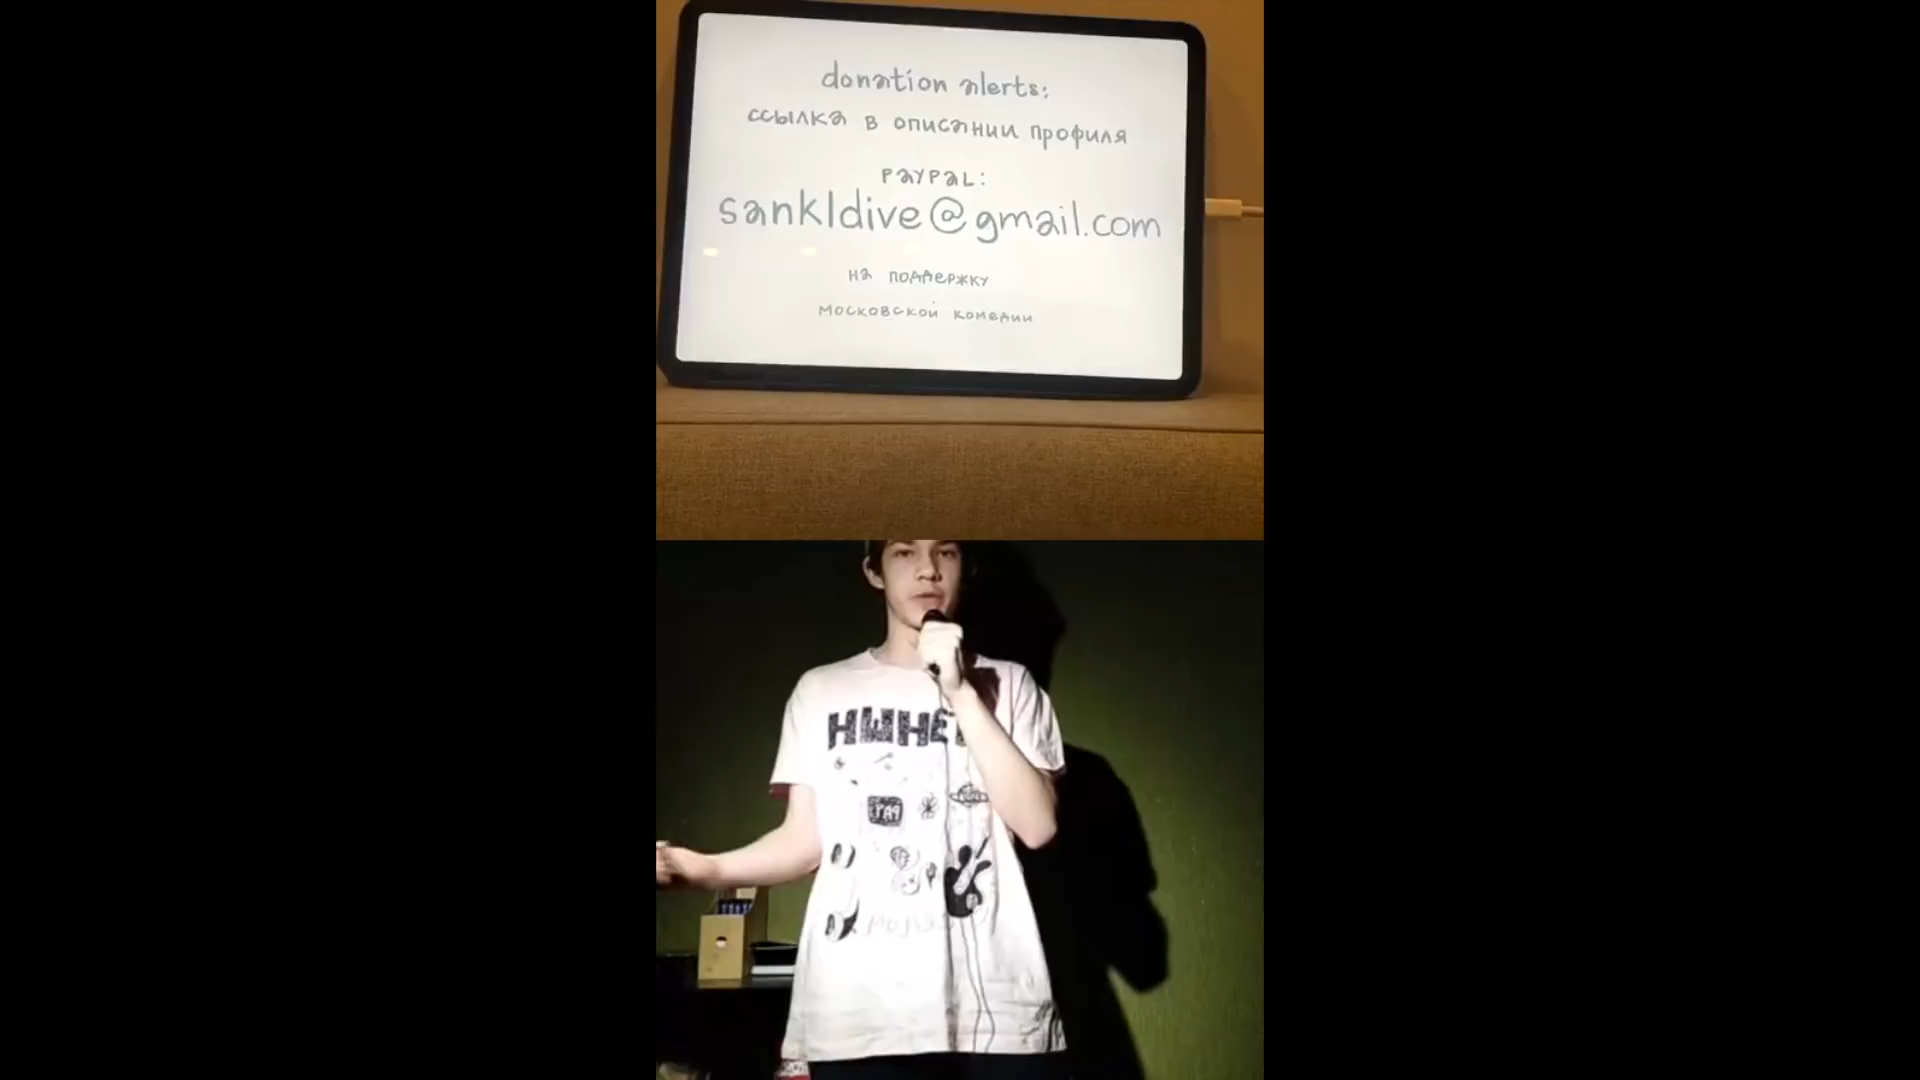 donation alerts:
ссылка в описании профиля
PAYPAL:
sankldive@gmail.com
на поддержку
московской комедии